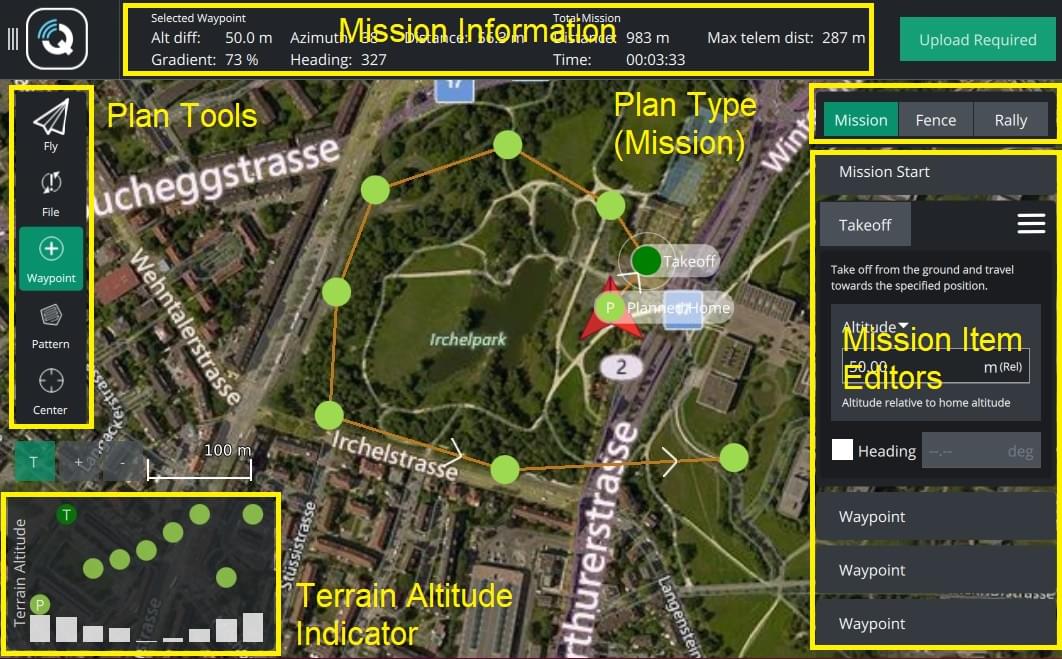 Selected Waypoint
Total Mission
Mission Information
Alt diff: 50.0 m Azimuth: 38 Distance: 56.3 m Distance: 983 m Max telem dist: 287 m
Gradient: 73 % Heading: 327 Time: 00:03:33
Upload Required
Plan Tools
Plan Type
(Mission)
Mission Fence Rally
Fly
File
Waypoint
Pattern
Center
ucheggstrasse
Wint
17
Wehntalerstrasse
Takeoff
P
Planned Home
Irchelpark
2
Irchelstrasse
T + -
100 m
Mission Start
Takeoff
Take off from the ground and travel
towards the specified position.
Altitude
Mission Item
Editors
50.00 m (Rel)
Altitude relative to home altitude
Heading --.-- deg
Waypoint
Waypoint
Waypoint
T
Terrain Altitude
P
Terrain Altitude
Indicator
Stüssistrasse
thurerstrasse
Langenstein